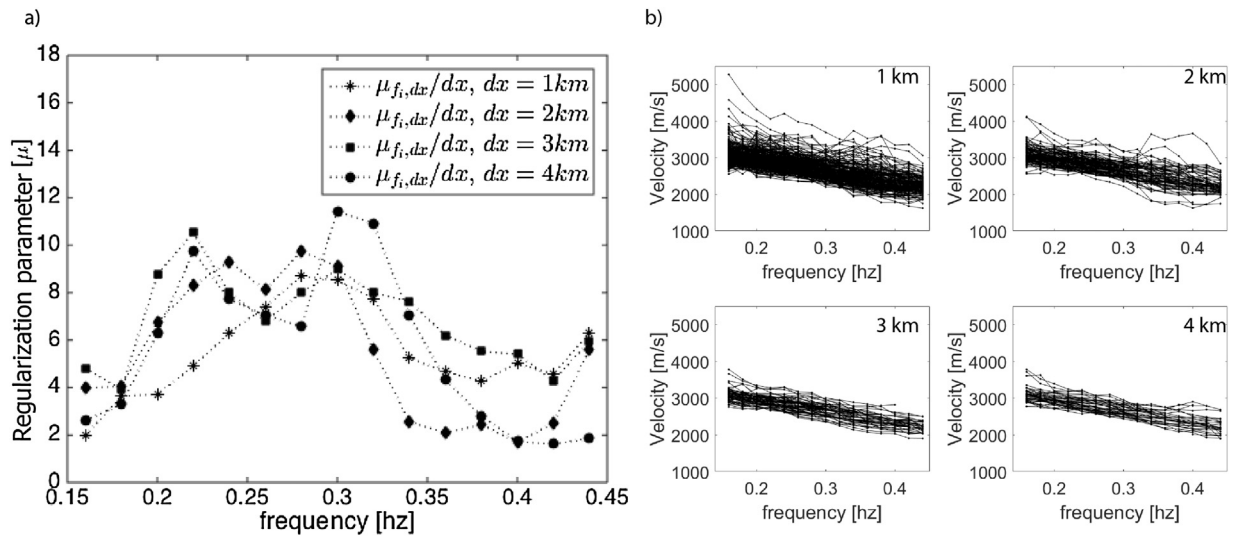 a)
18
16
14
12
10
8
6
4
2
0
Regularization parameter [μ]
0.15 0.2 0.25 0.3 0.35 0.4 0.45
frequency [hz]
μ_{f_i,dx}/dx, dx = 1km
μ_{f_i,dx}/dx, dx = 2km
μ_{f_i,dx}/dx, dx = 3km
μ_{f_i,dx}/dx, dx = 4km
b)
1 km
5000
4000
3000
2000
1000
Velocity [m/s]
0.2 0.3 0.4
frequency [hz]
2 km
5000
4000
3000
2000
1000
Velocity [m/s]
0.2 0.3 0.4
frequency [hz]
3 km
5000
4000
3000
2000
1000
Velocity [m/s]
0.2 0.3 0.4
frequency [hz]
4 km
5000
4000
3000
2000
1000
Velocity [m/s]
0.2 0.3 0.4
frequency [hz]